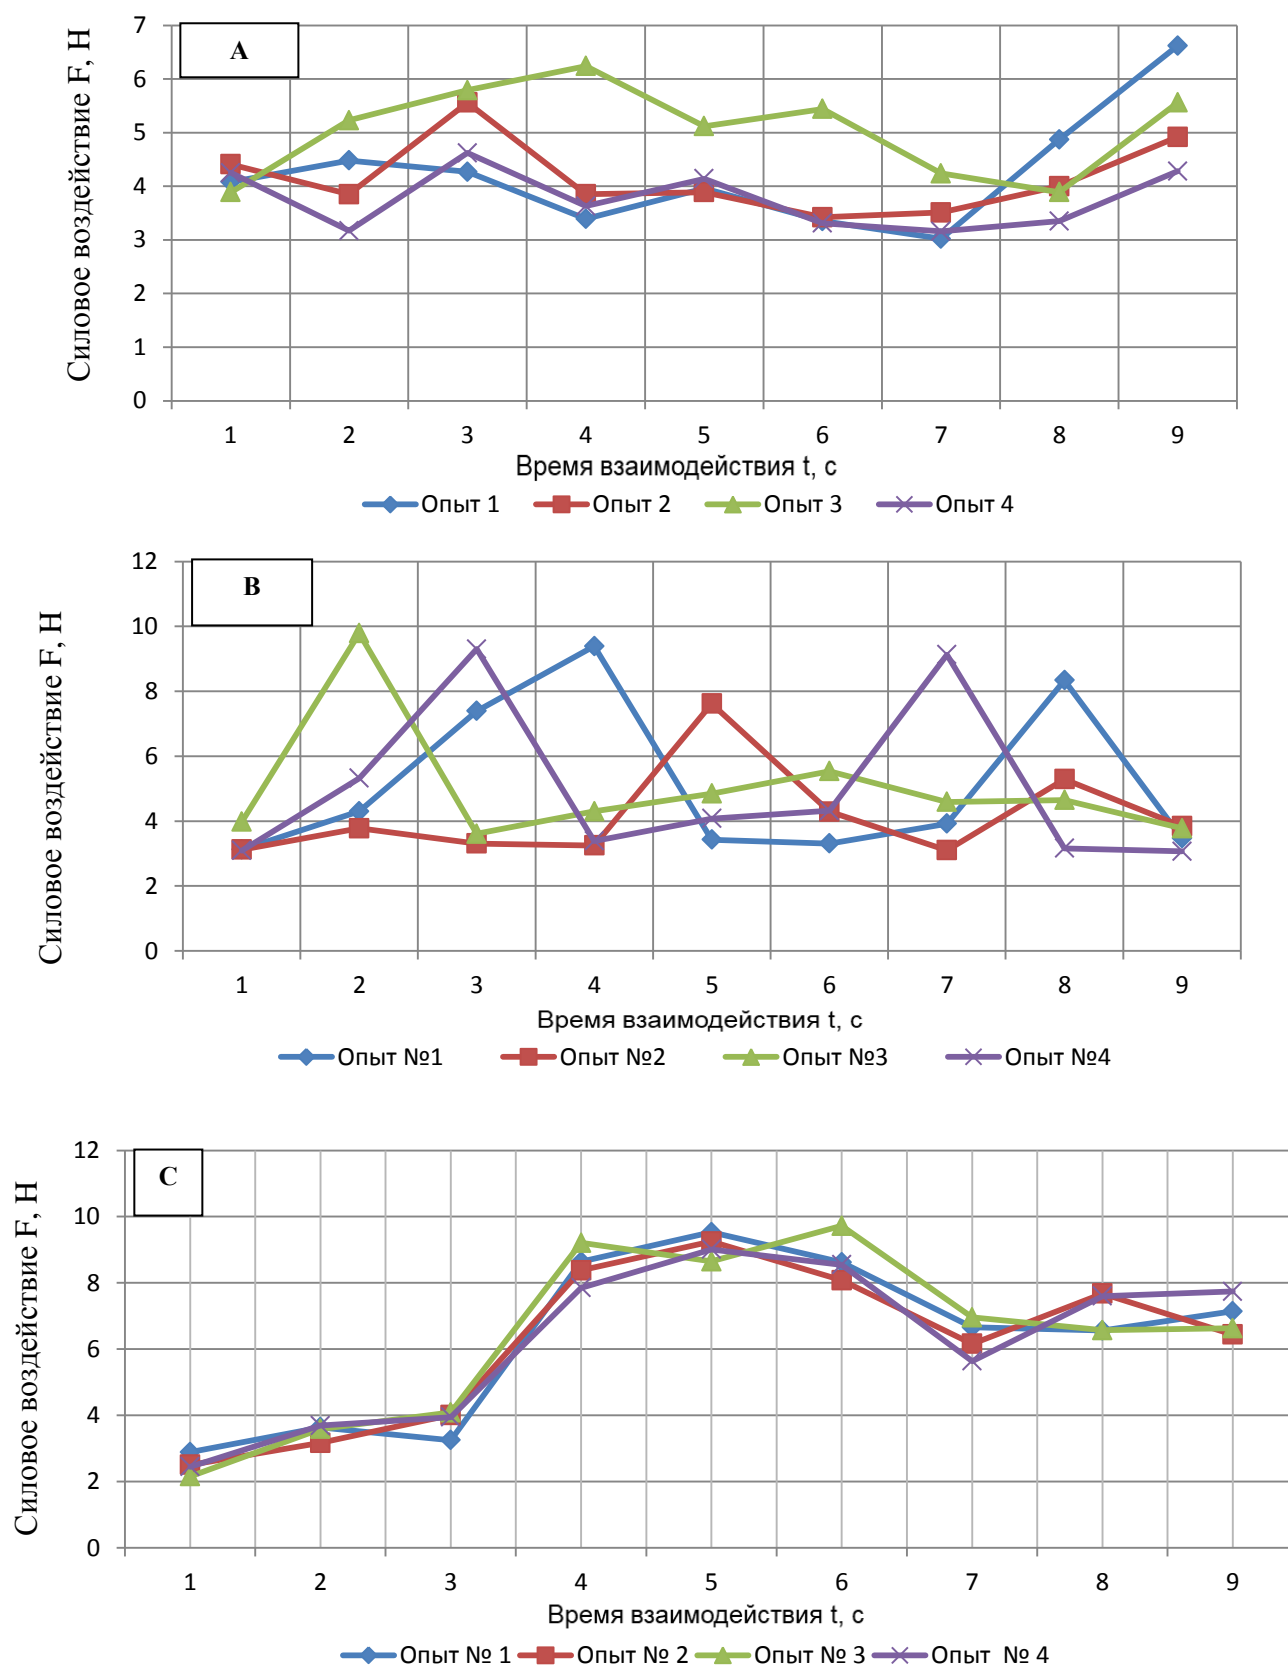 A
Силовое воздействие F, Н
7
6
5
4
3
2
1
0
1 2 3 4 5 6 7 8 9
Время взаимодействия t, с
Опыт 1 Опыт 2 Опыт 3 Опыт 4
B
Силовое воздействие F, Н
12
10
8
6
4
2
0
1 2 3 4 5 6 7 8 9
Время взаимодействия t, с
Опыт №1 Опыт №2 Опыт №3 Опыт №4
C
Силовое воздействие F, Н
12
10
8
6
4
2
0
1 2 3 4 5 6 7 8 9
Время взаимодействия t, с
Опыт № 1 Опыт № 2 Опыт № 3 Опыт № 4